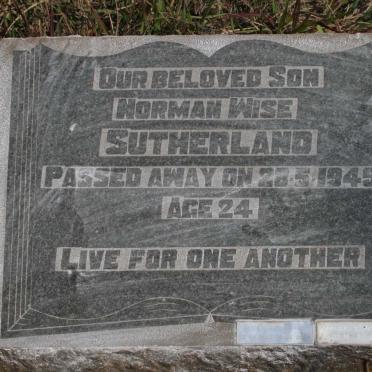 OUR BELOVED SON
NORMAN WISE
SUTHERLAND
PASSED AWAY ON 28.5.1945
AGE 24
LIVE FOR ONE ANOTHER